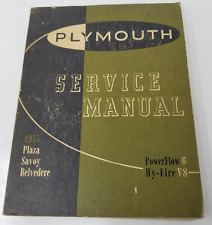 PLYMOUTH
SERVICE
MANUAL
1955
Plaza
Savoy
Belvedere
PowerFlow 6
Hy-Fire V8